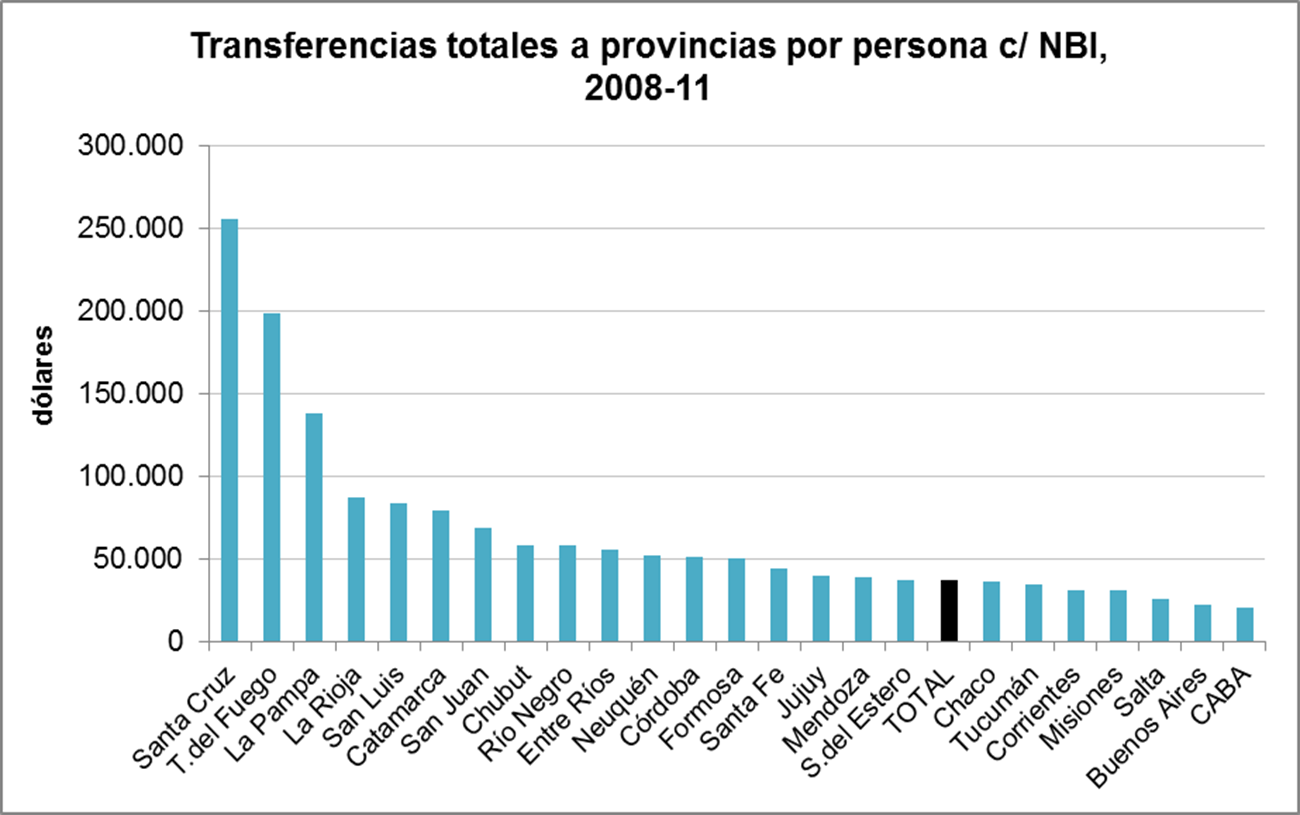 Transferencias totales a provincias por persona c/ NBI,
2008-11
dólares
300.000
250.000
200.000
150.000
100.000
50.000
0
Santa Cruz
T.del Fuego
La Pampa
La Rioja
San Luis
Catamarca
San Juan
Chubut
Río Negro
Entre Ríos
Neuquén
Córdoba
Formosa
Santa Fe
Jujuy
Mendoza
S.del Estero
TOTAL
Chaco
Tucumán
Corrientes
Misiones
Salta
Buenos Aires
CABA